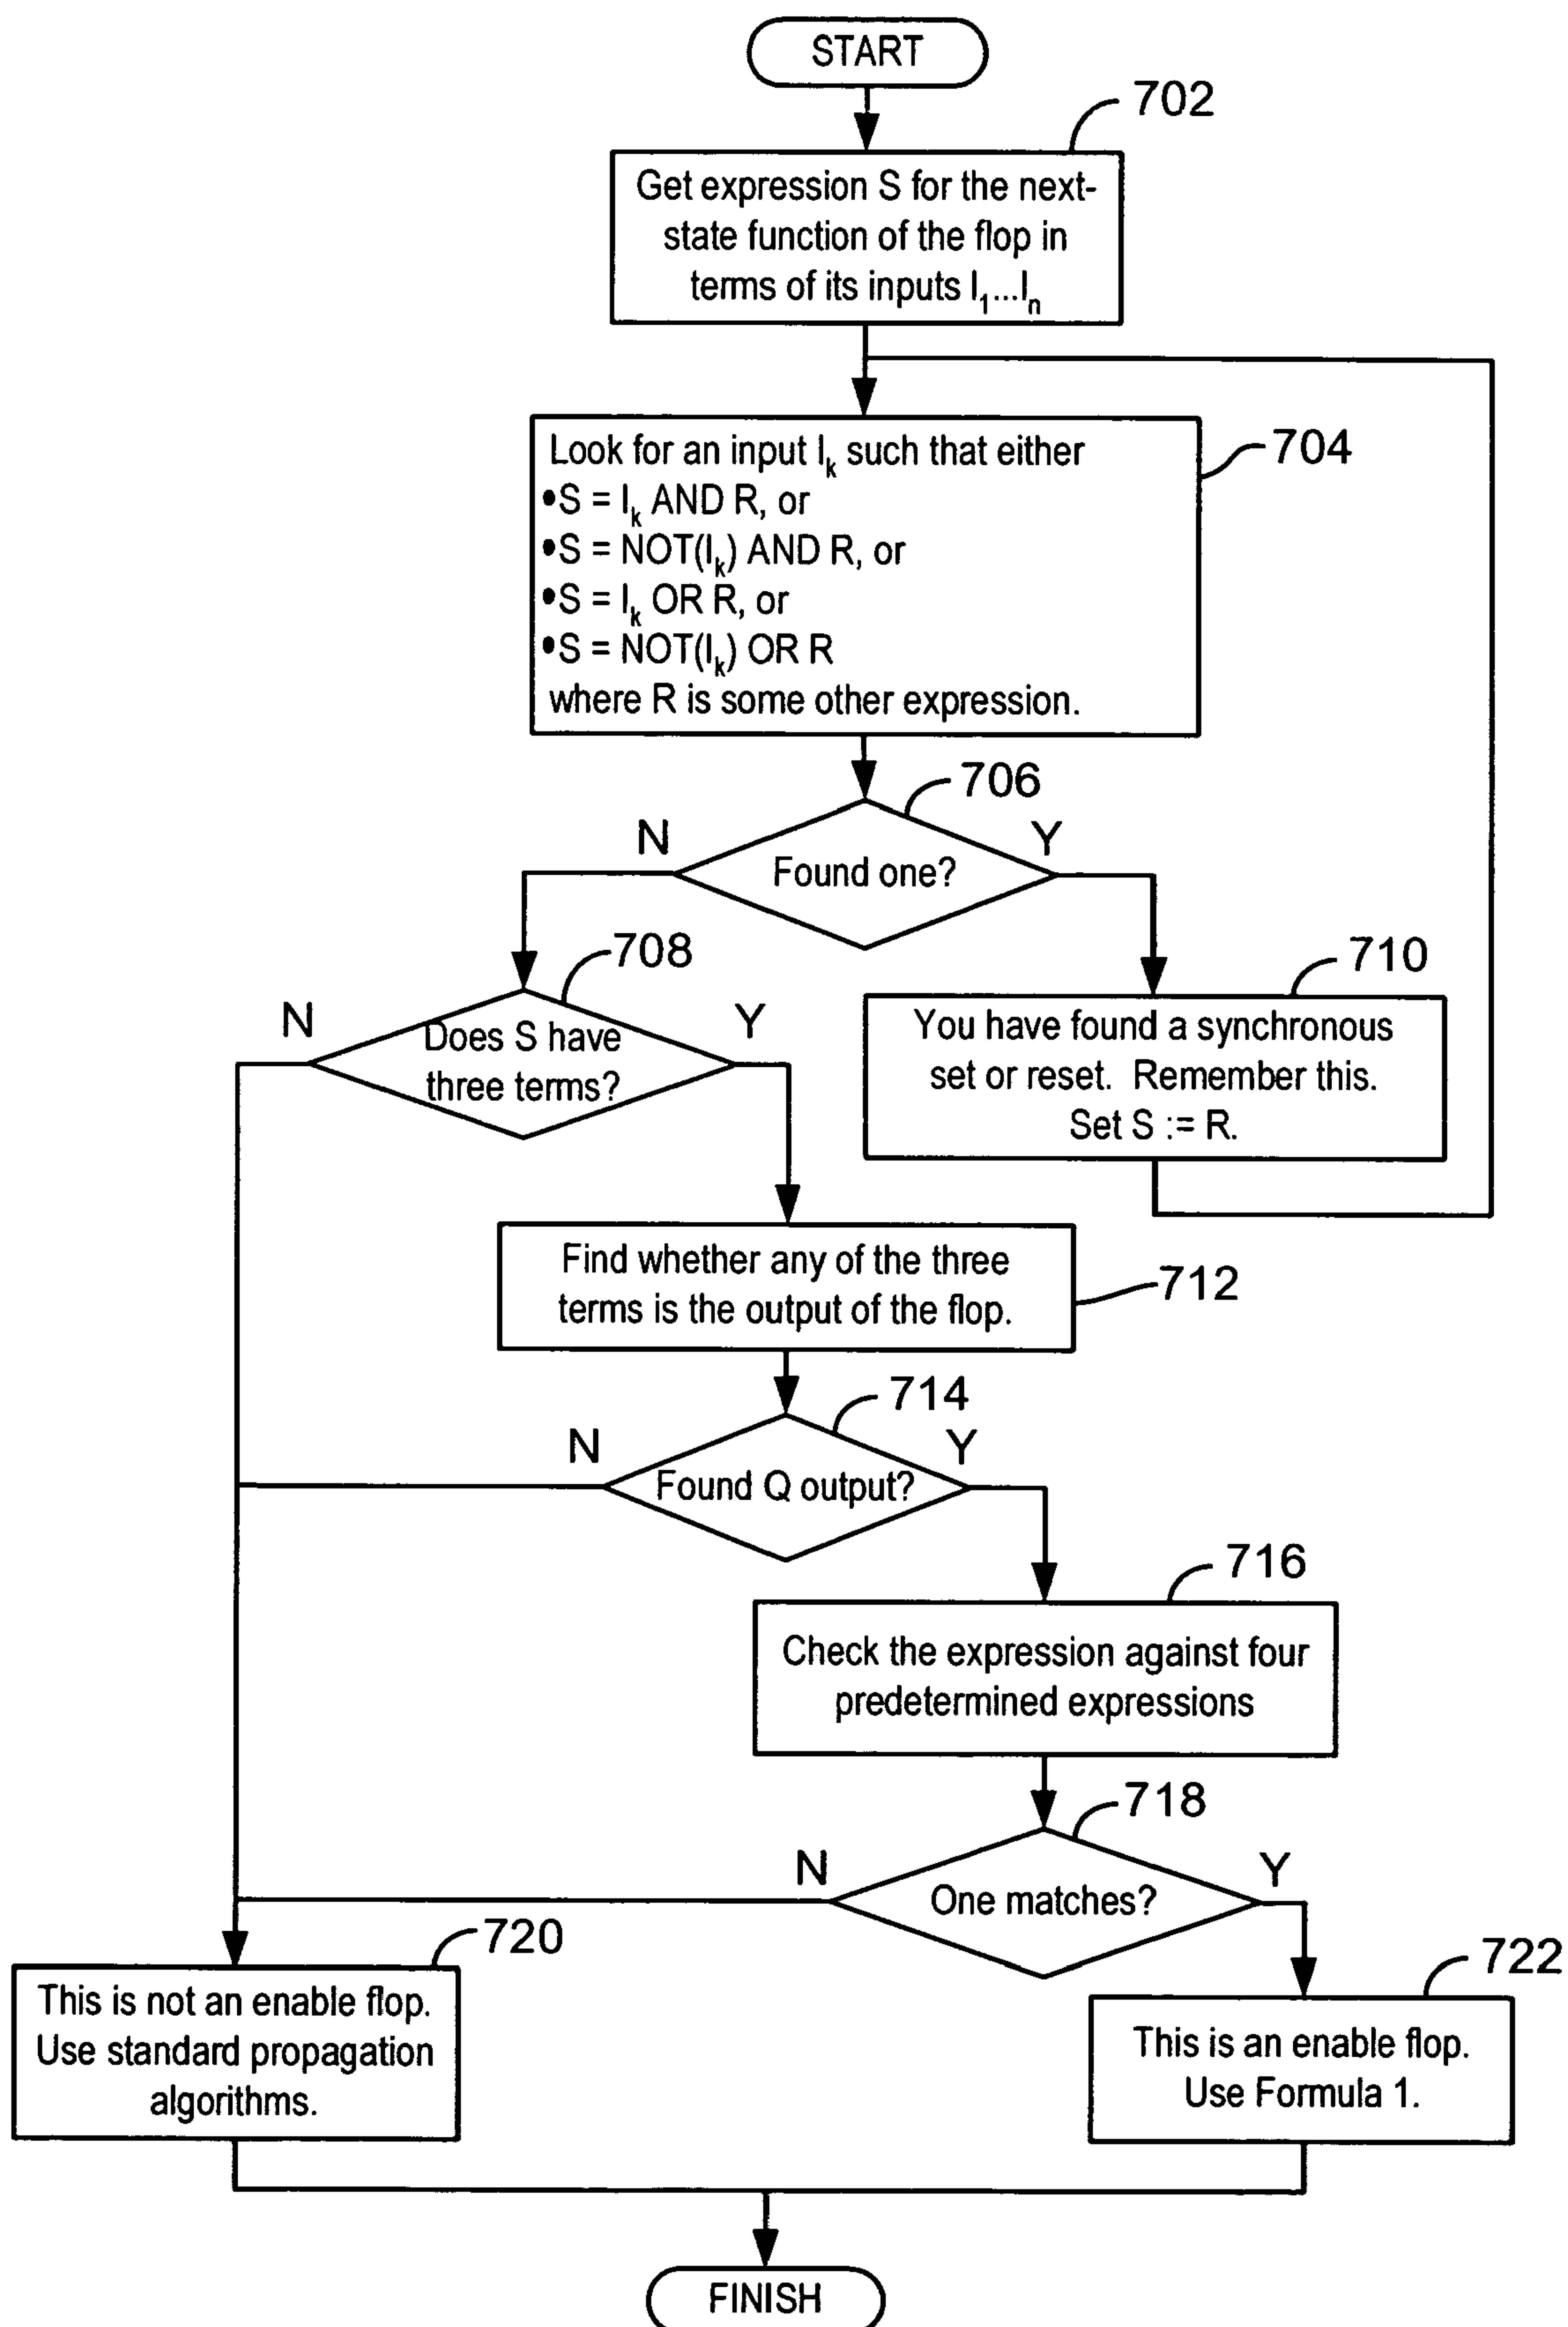 START
702
Get expression S for the next-
state function of the flop in
terms of its inputs I₁...Iₙ
Look for an input Iₖ such that either
•S = Iₖ AND R, or
•S = NOT(Iₖ) AND R, or
•S = Iₖ OR R, or
•S = NOT(Iₖ) OR R
where R is some other expression.
704
706
N
Y
Found one?
708
N
Y
Does S have
three terms?
710
You have found a synchronous
set or reset. Remember this.
Set S := R.
Find whether any of the three
terms is the output of the flop.
712
714
N
Y
Found Q output?
716
Check the expression against four
predetermined expressions
718
N
Y
One matches?
720
This is not an enable flop.
Use standard propagation
algorithms.
722
This is an enable flop.
Use Formula 1.
FINISH